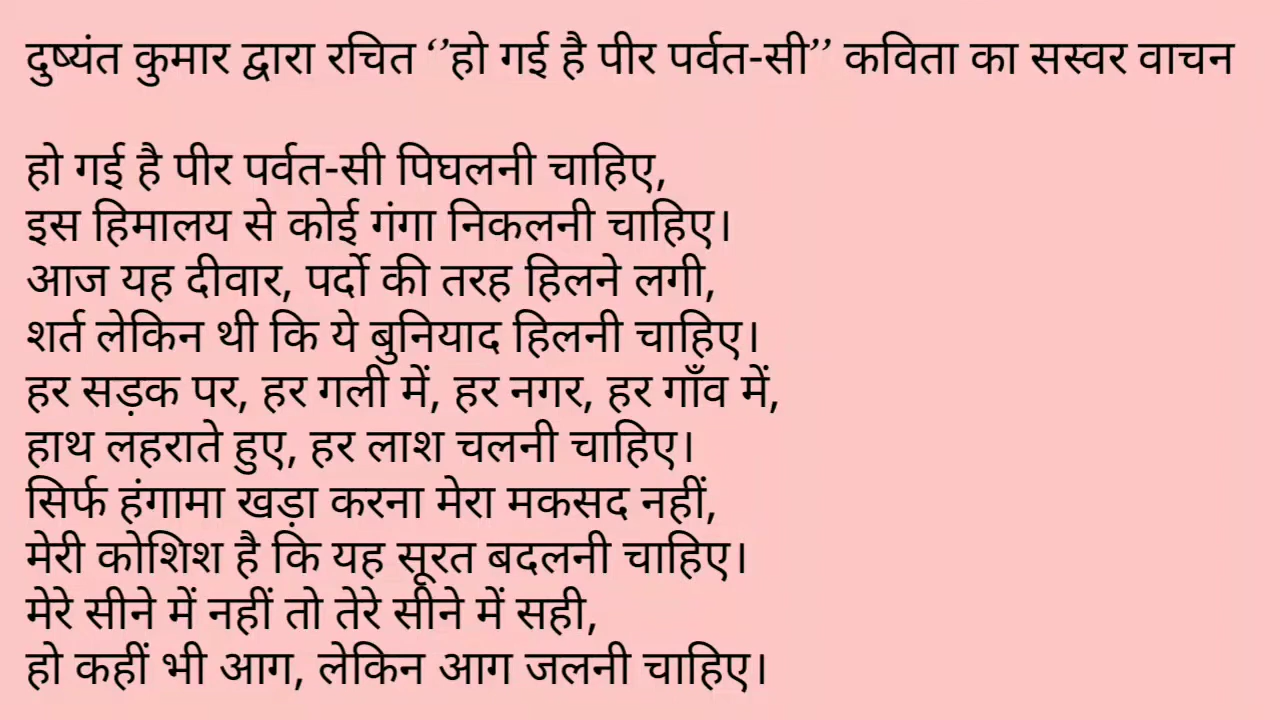 दुष्यंत कुमार द्वारा रचित ‘’हो गई है पीर पर्वत-सी’’ कविता का सस्वर वाचन
हो गई है पीर पर्वत-सी पिघलनी चाहिए,
इस हिमालय से कोई गंगा निकलनी चाहिए।
आज यह दीवार, पर्दो की तरह हिलने लगी,
शर्त लेकिन थी कि ये बुनियाद हिलनी चाहिए।
हर सड़क पर, हर गली में, हर नगर, हर गाँव में,
हाथ लहराते हुए, हर लाश चलनी चाहिए।
सिर्फ हंगामा खड़ा करना मेरा मकसद नहीं,
मेरी कोशिश है कि यह सूरत बदलनी चाहिए।
मेरे सीने में नहीं तो तेरे सीने में सही,
हो कहीं भी आग, लेकिन आग जलनी चाहिए।